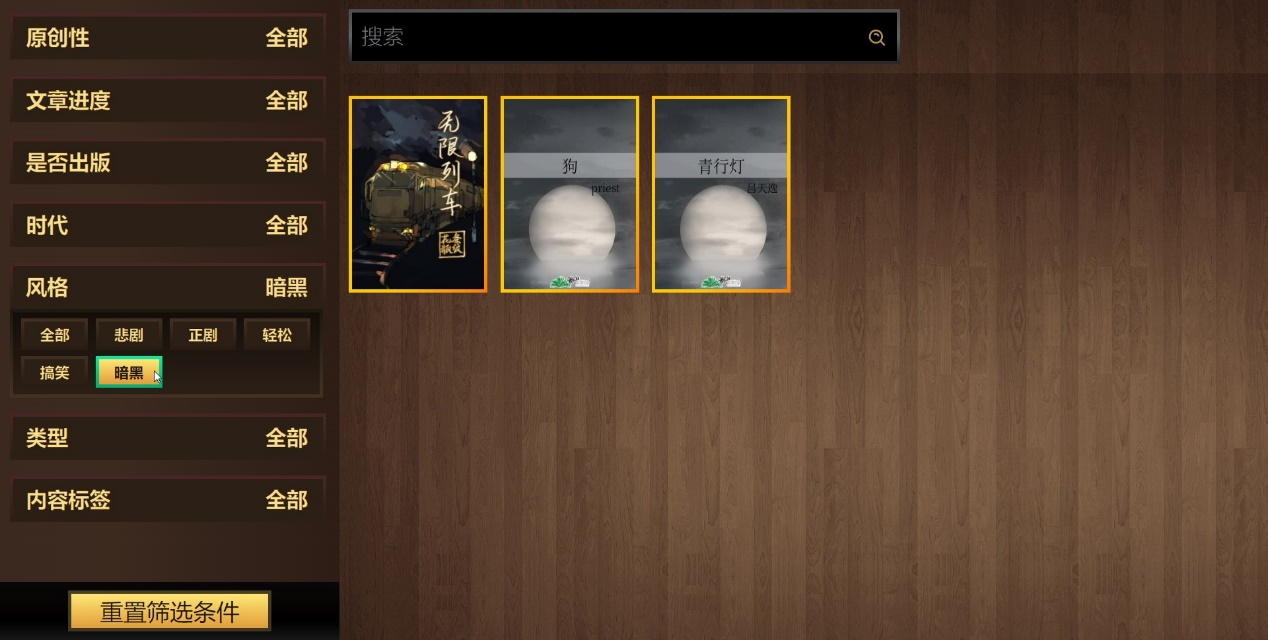 原创性 全部
文章进度 全部
是否出版 全部
时代 全部
风格 暗黑
全部 悲剧 正剧 轻松
搞笑 暗黑
类型 全部
内容标签 全部
重置筛选条件
搜索
无限列车
狗
priest
青行灯
吕天逸